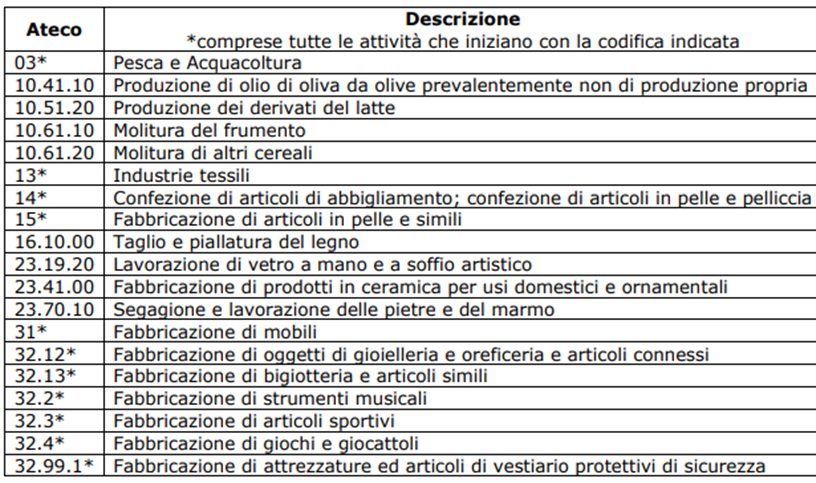 Ateco Descrizione
*comprese tutte le attività che iniziano con la codifica indicata
03* Pesca e Acquacoltura
10.41.10 Produzione di olio di oliva da olive prevalentemente non di produzione propria
10.51.20 Produzione dei derivati del latte
10.61.10 Molitura del frumento
10.61.20 Molitura di altri cereali
13* Industrie tessili
14* Confezione di articoli di abbigliamento; confezione di articoli in pelle e pelliccia
15* Fabbricazione di articoli in pelle e simili
16.10.00 Taglio e piallatura del legno
23.19.20 Lavorazione di vetro a mano e a soffio artistico
23.41.00 Fabbricazione di prodotti in ceramica per usi domestici e ornamentali
23.70.10 Segagione e lavorazione delle pietre e del marmo
31* Fabbricazione di mobili
32.12* Fabbricazione di oggetti di gioielleria e oreficeria e articoli connessi
32.13* Fabbricazione di bigiotteria e articoli simili
32.2* Fabbricazione di strumenti musicali
32.3* Fabbricazione di articoli sportivi
32.4* Fabbricazione di giochi e giocattoli
32.99.1* Fabbricazione di attrezzature ed articoli di vestiario protettivi di sicurezza